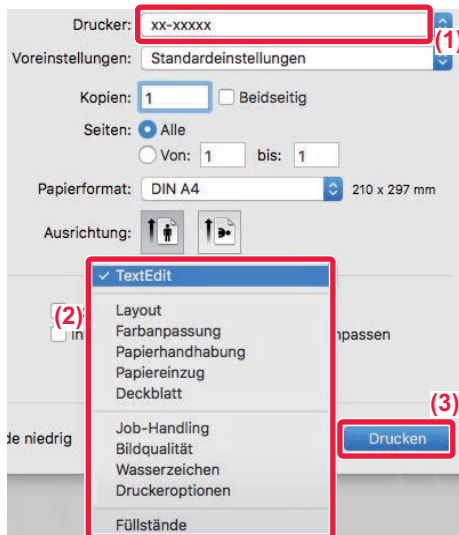 Drucker: xx-xxxxx
(1)
Voreinstellungen: Standardeinstellungen
Kopien: 1 Beidseitig
Seiten: Alle
Von: 1 bis: 1
Papierformat: DIN A4 210 x 297 mm
Ausrichtung:
✓ TextEdit
(2)
Layout
Farbanpassung npassen
Papierhandhabung
Papiereinzug
Deckblatt
(3)
Job-Handling
de niedrig Bildqualität Drucken
Wasserzeichen
Druckeroptionen
Füllstände